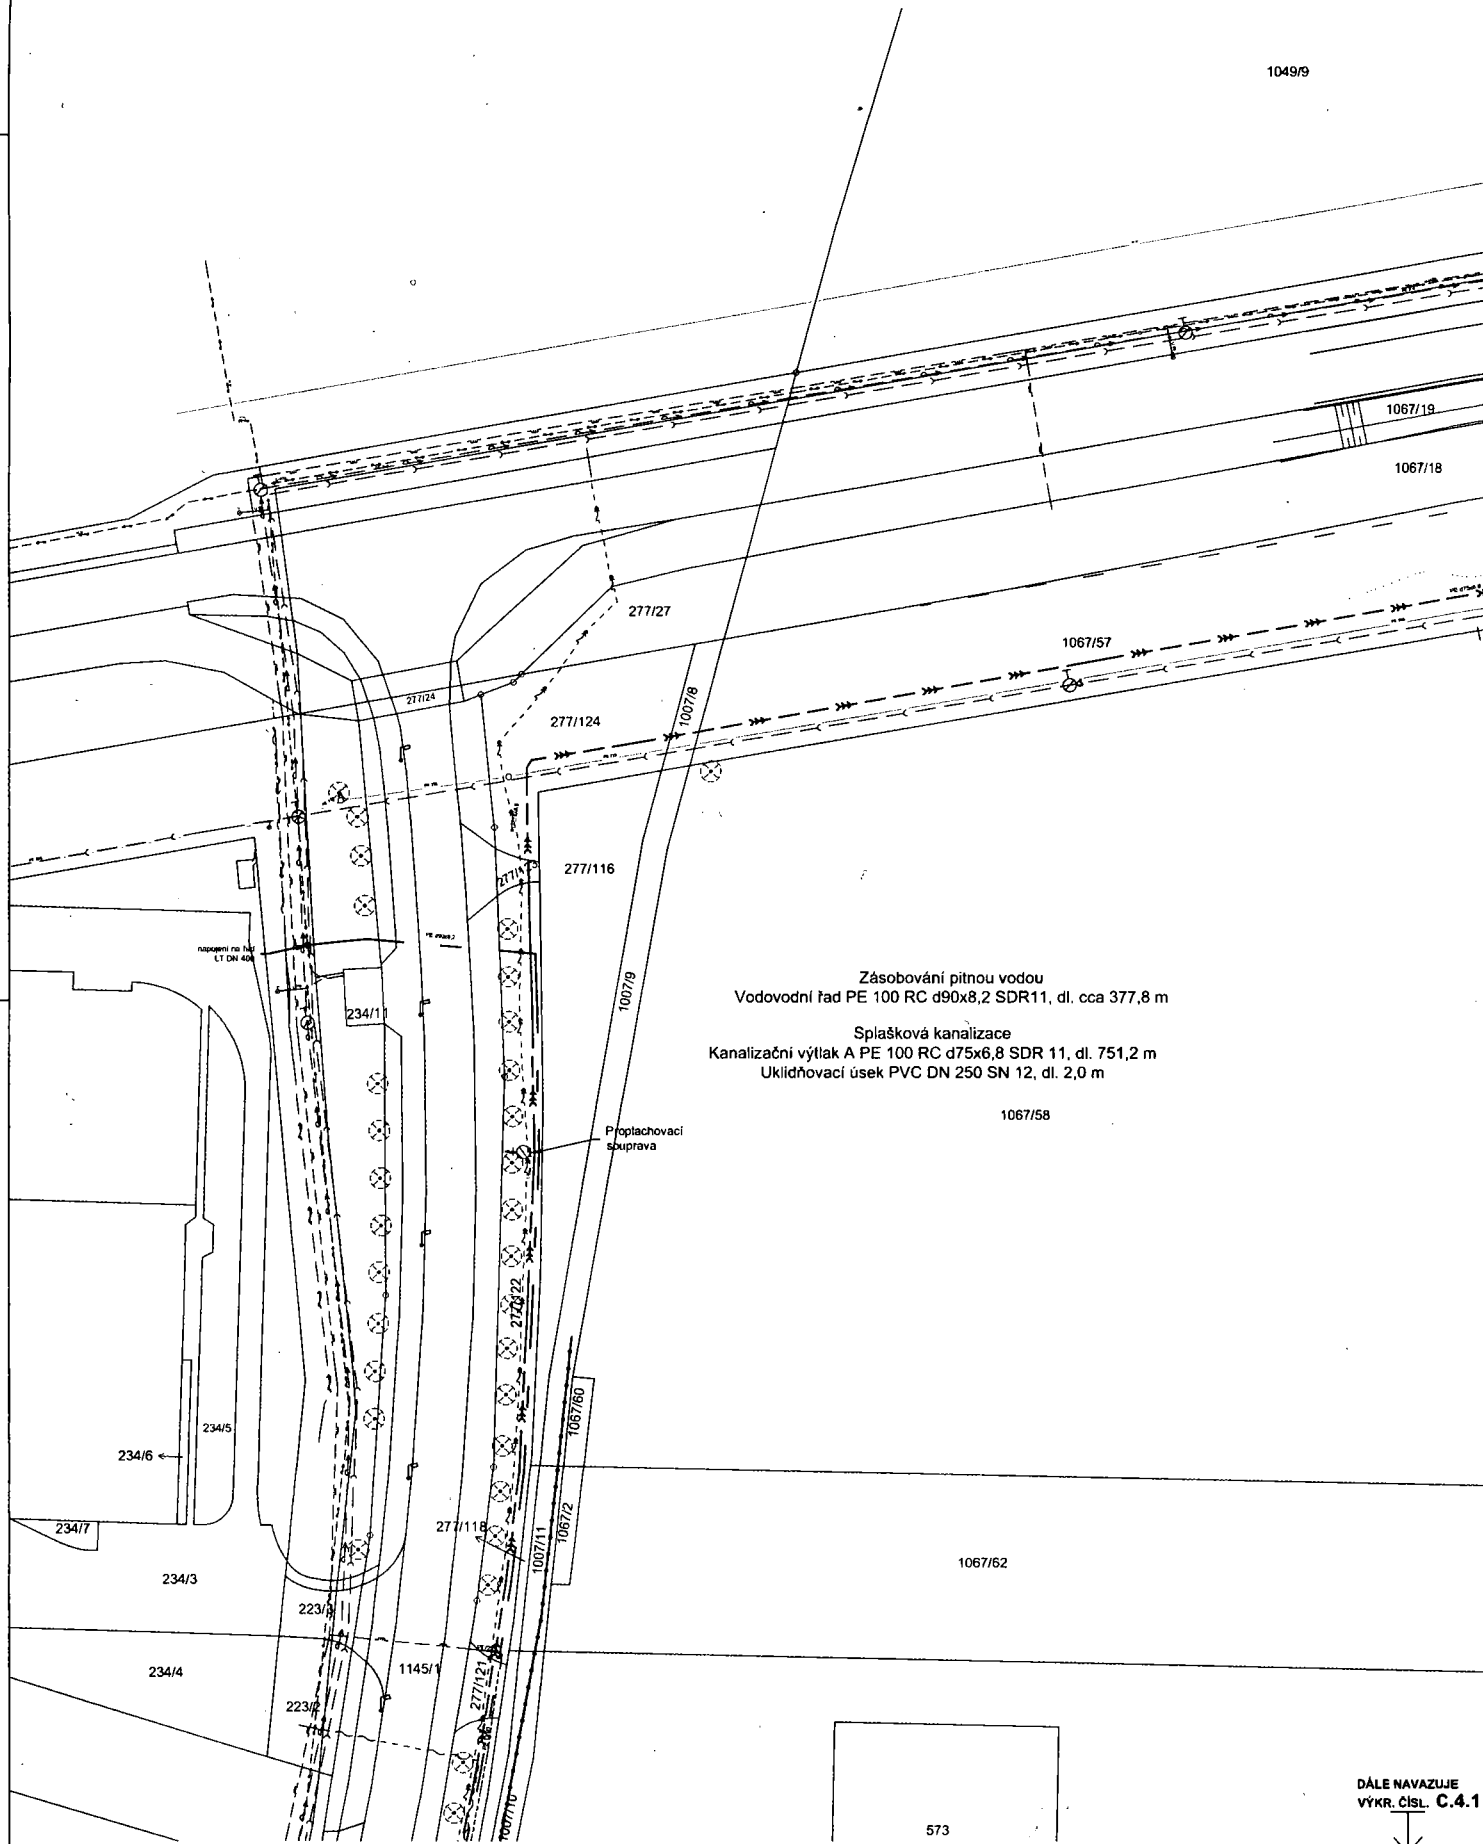 1049/9
1067/19
1067/18
277/27
1067/57
277/24
277/124
1007/8
277/116
napojení na řad
LT DN 400
1007/9
234/11
Zásobování pitnou vodou
Vodovodní řad PE 100 RC d90x8,2 SDR11, dl. cca 377,8 m
Splašková kanalizace
Kanalizační výtlak A PE 100 RC d75x6,8 SDR 11, dl. 751,2 m
Uklidňovací úsek PVC DN 250 SN 12, dl. 2,0 m
1067/58
Proplachovací
souprava
277/122
1067/60
234/5
234/6
277/118
1007/11
1067/2
234/7
1067/62
234/3
223/3
234/4
1145/1
277/121
223/2
1007/10
573
DÁLE NAVAZUJE
VÝKR. ČÍSL. C.4.1